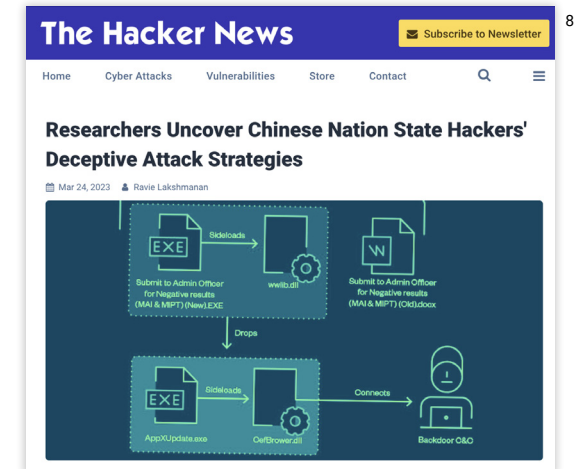 The Hacker News
Subscribe to Newsletter
8
Home Cyber Attacks Vulnerabilities Store Contact
Researchers Uncover Chinese Nation State Hackers'
Deceptive Attack Strategies
Mar 24, 2023 Ravie Lakshmanan
EXE
Sideloads
W
Submit to Admin Officer
for Negative results
(MAI & MIPT) (New).EXE
wwlib.dll
Submit to Admin Officer
for Negative results
(MAI & MIPT) (Old).docx
Drops
EXE
Sideloads
Connects
AppXUpdate.exe
CefBrower.dll
Backdoor C&C